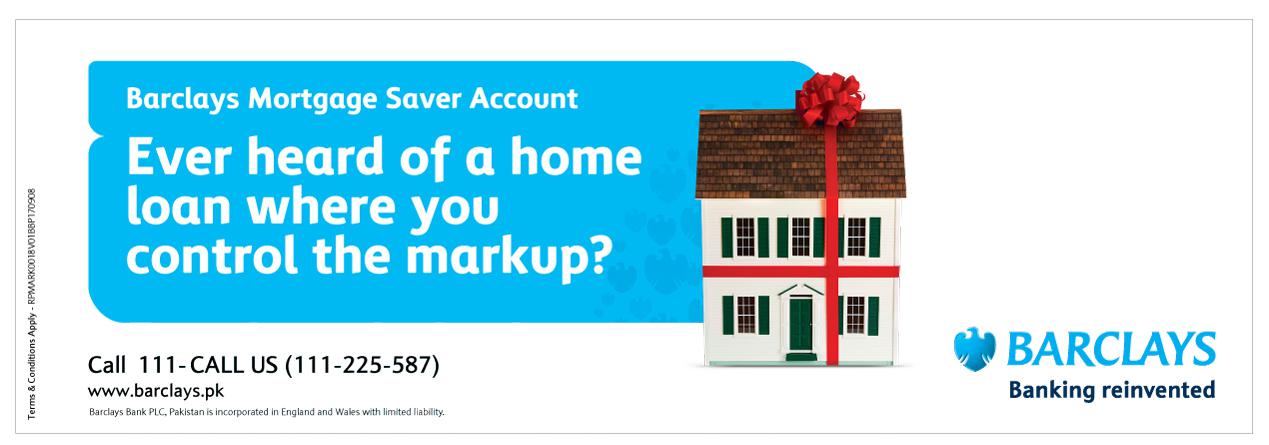 Barclays Mortgage Saver Account
Ever heard of a home
loan where you
control the markup?
Call 111-CALL US (111-225-587)
www.barclays.pk
Barclays Bank PLC, Pakistan is incorporated in England and Wales with limited liability.
BARCLAYS
Banking reinvented
Terms & Conditions Apply - RPMARK0018V01BBP170908